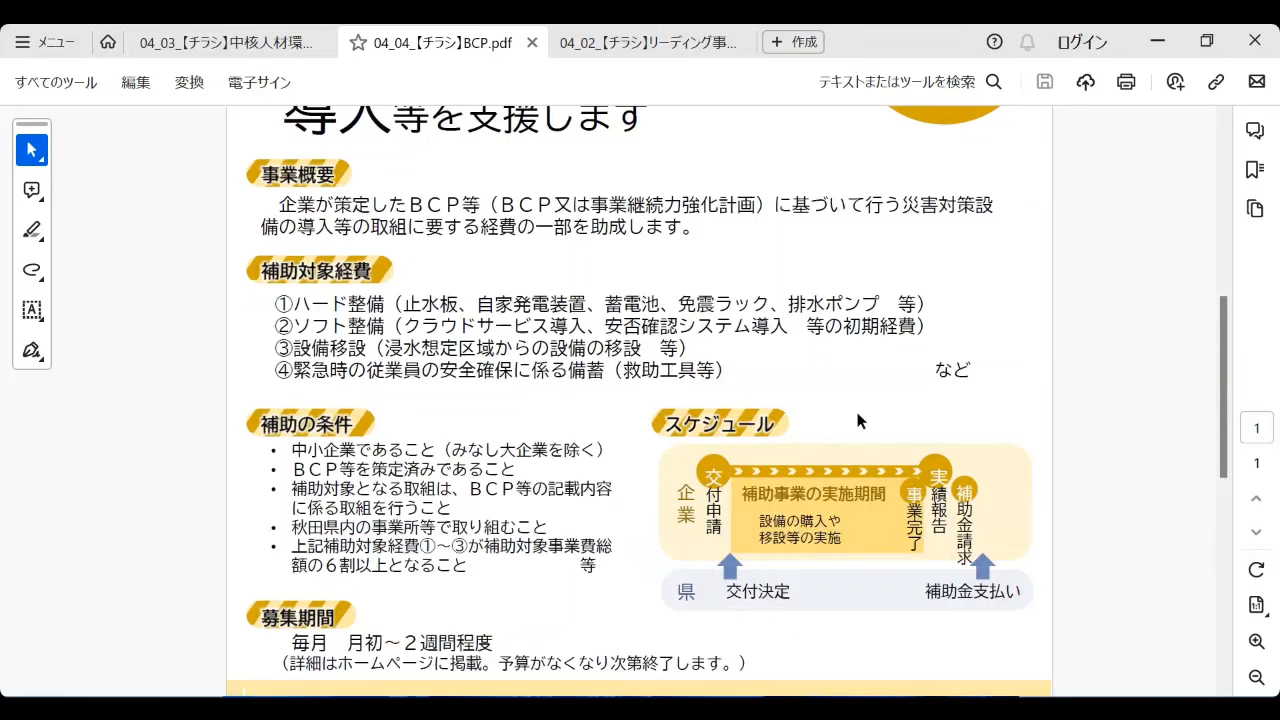 メニュー
04_03_【チラシ】中核人材環...
04_04_【チラシ】BCP.pdf
04_02_【チラシ】リーディング事...
作成
ログイン
すべてのツール
編集
変換
電子サイン
テキストまたはツールを検索
導入等を支援します
事業概要
企業が策定したＢＣＰ等（ＢＣＰ又は事業継続力強化計画）に基づいて行う災害対策設
備の導入等の取組に要する経費の一部を助成します。
補助対象経費
①ハード整備（止水板、自家発電装置、蓄電池、免震ラック、排水ポンプ　等）
②ソフト整備（クラウドサービス導入、安否確認システム導入　等の初期経費）
③設備移設（浸水想定区域からの設備の移設　等）
④緊急時の従業員の安全確保に係る備蓄（救助工具等）　など
補助の条件
• 中小企業であること（みなし大企業を除く）
• ＢＣＰ等を策定済みであること
• 補助対象となる取組は、ＢＣＰ等の記載内容
に係る取組を行うこと
• 秋田県内の事業所等で取り組むこと
• 上記補助対象経費①～③が補助対象事業費総
額の６割以上となること　等
スケジュール
企業
交付申請
補助事業の実施期間
設備の購入や
移設等の実施
事業完了
実績報告
補助金請求
県
交付決定
補助金支払い
募集期間
毎月　月初～２週間程度
（詳細はホームページに掲載。予算がなくなり次第終了します。）
1
1